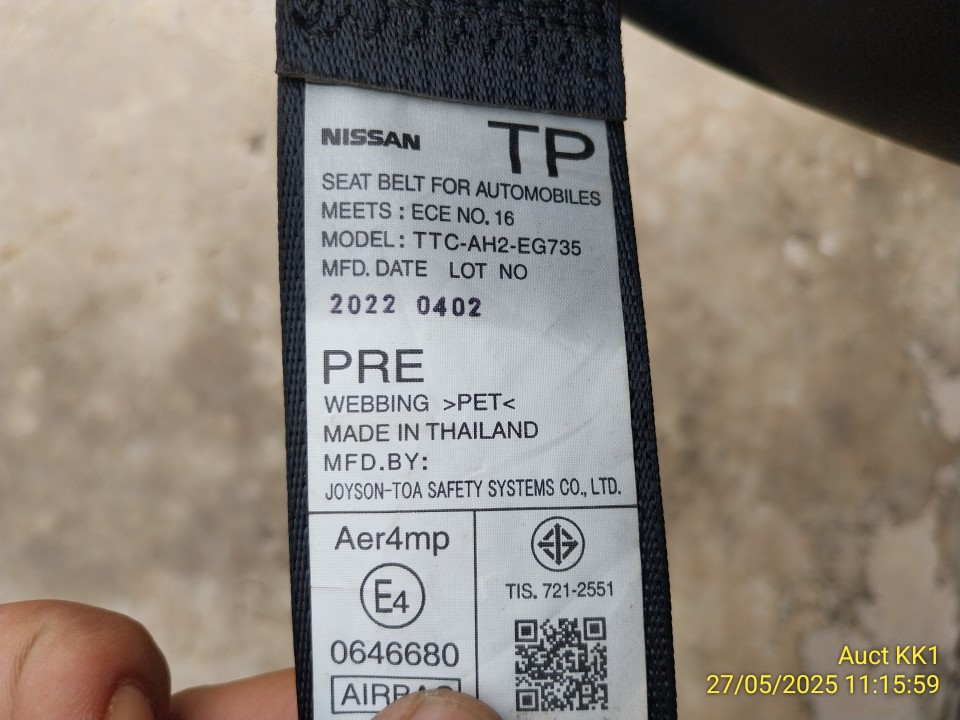 NISSAN TP
SEAT BELT FOR AUTOMOBILES
MEETS : ECE NO. 16
MODEL : TTC-AH2-EG735
MFD. DATE LOT NO
2022 0402
PRE
WEBBING >PET<
MADE IN THAILAND
MFD.BY:
JOYSON-TOA SAFETY SYSTEMS CO., LTD.
Aer4mp
E4
0646680
TIS. 721-2551
Auct KK1
27/05/2025 11:15:59